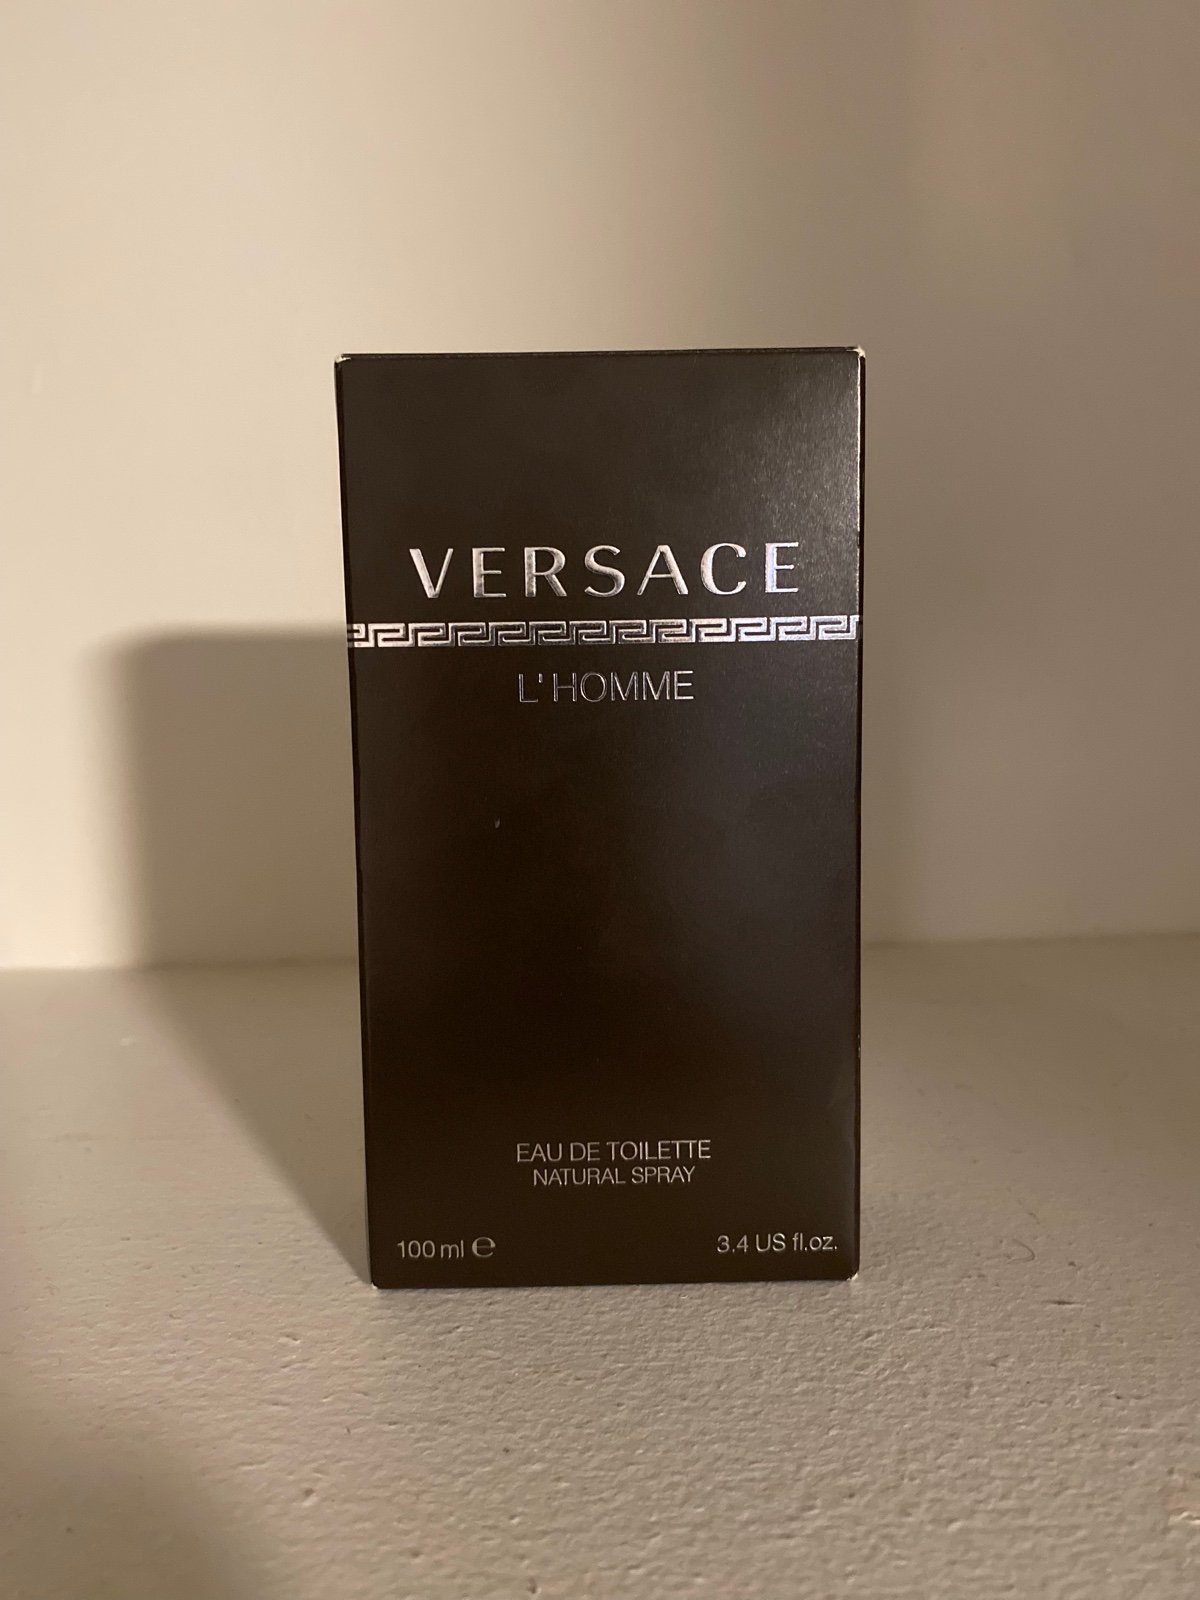 VERSACE
L'HOMME
EAU DE TOILETTE
NATURAL SPRAY
100 ml ℮
3.4 US fl.oz.